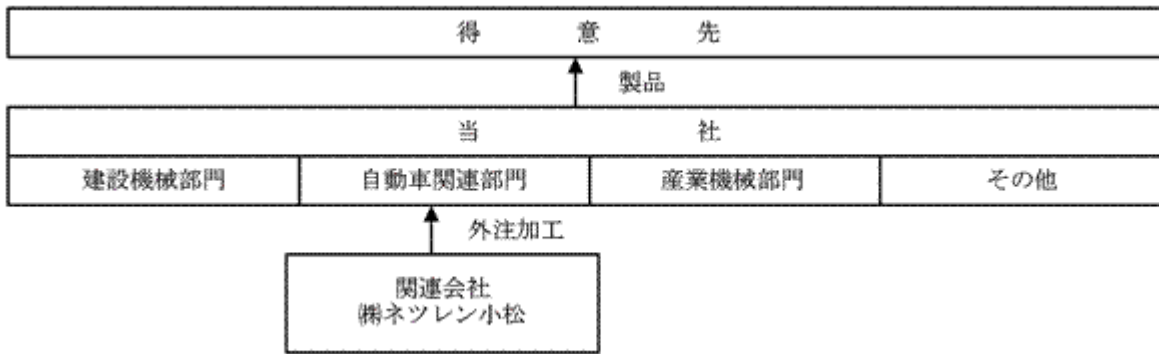 得意先
製品
当社
建設機械部門 自動車関連部門 産業機械部門 その他
外注加工
関連会社
㈱ネツレン小松